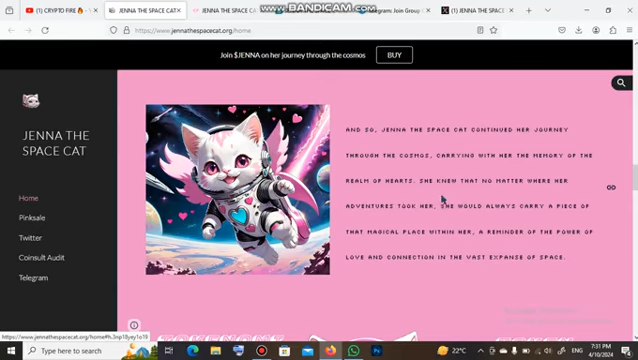 WWW.BANDICAM.COM
(1) CRYPTO FIRE
JENNA THE SPACE CAT
Telegram: Join Group
(1) JENNA THE SPACE
https://www.jennathespacecat.org/home
Join $JENNA on her journey through the cosmos
BUY
JENNA THE
SPACE CAT
Home
Pinksale
Twitter
Coinsult Audit
Telegram
AND SO, JENNA THE SPACE CAT CONTINUED HER JOURNEY
THROUGH THE COSMOS, CARRYING WITH HER THE MEMORY OF THE
REALM OF HEARTS. SHE KNEW THAT NO MATTER WHERE HER
ADVENTURES TOOK HER, SHE WOULD ALWAYS CARRY A PIECE OF
THAT MAGICAL PLACE WITHIN HER, A REMINDER OF THE POWER OF
LOVE AND CONNECTION IN THE VAST EXPANSE OF SPACE.
Type here to search
22°C
ENG
7:31 PM
4/10/2024